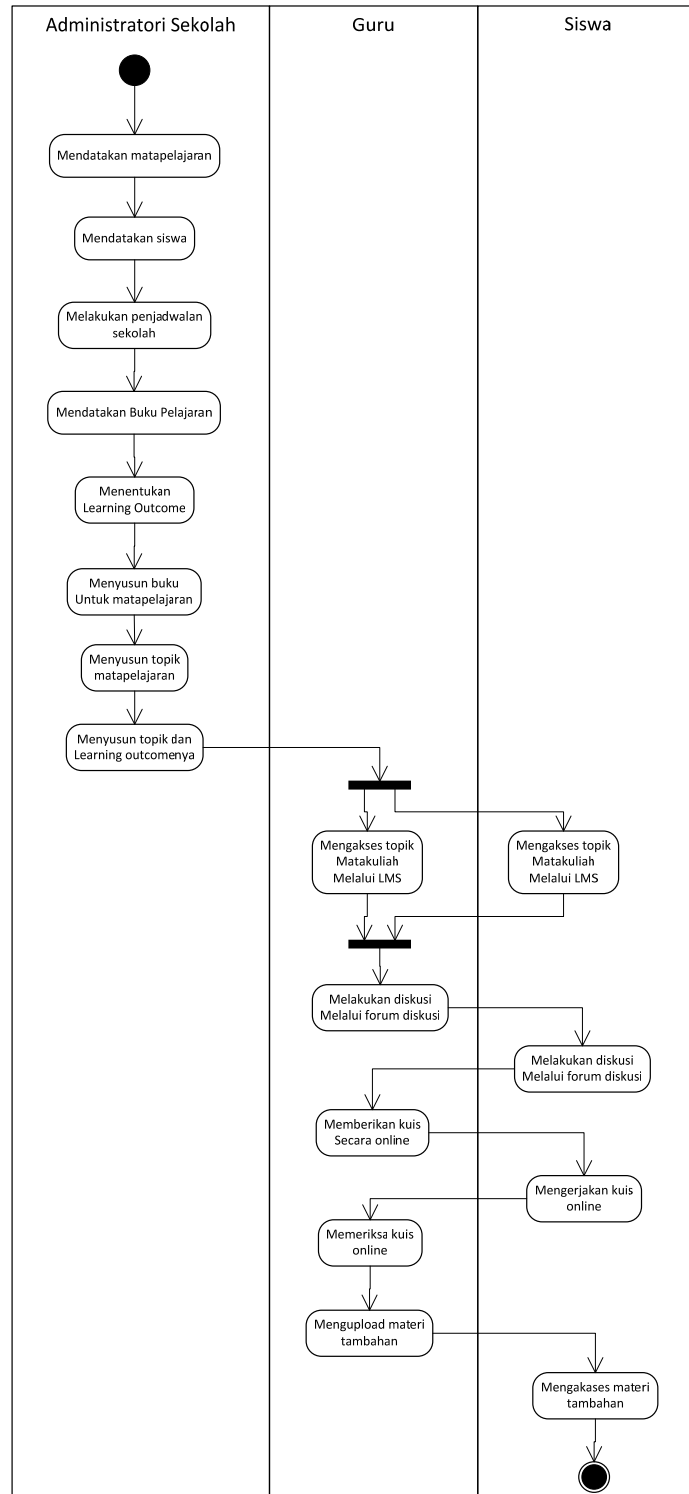 Administratori Sekolah
Guru
Siswa
Mendatakan matapelajaran
Mendatakan siswa
Melakukan penjadwalan
sekolah
Mendatakan Buku Pelajaran
Menentukan
Learning Outcome
Menyusun buku
Untuk matapelajaran
Menyusun topik
matapelajaran
Menyusun topik dan
Learning outcomenya
Mengakses topik
Matakuliah
Melalui LMS
Mengakses topik
Matakuliah
Melalui LMS
Melakukan diskusi
Melalui forum diskusi
Melakukan diskusi
Melalui forum diskusi
Memberikan kuis
Secara online
Mengerjakan kuis
online
Memeriksa kuis
online
Mengupload materi
tambahan
Mengakases materi
tambahan